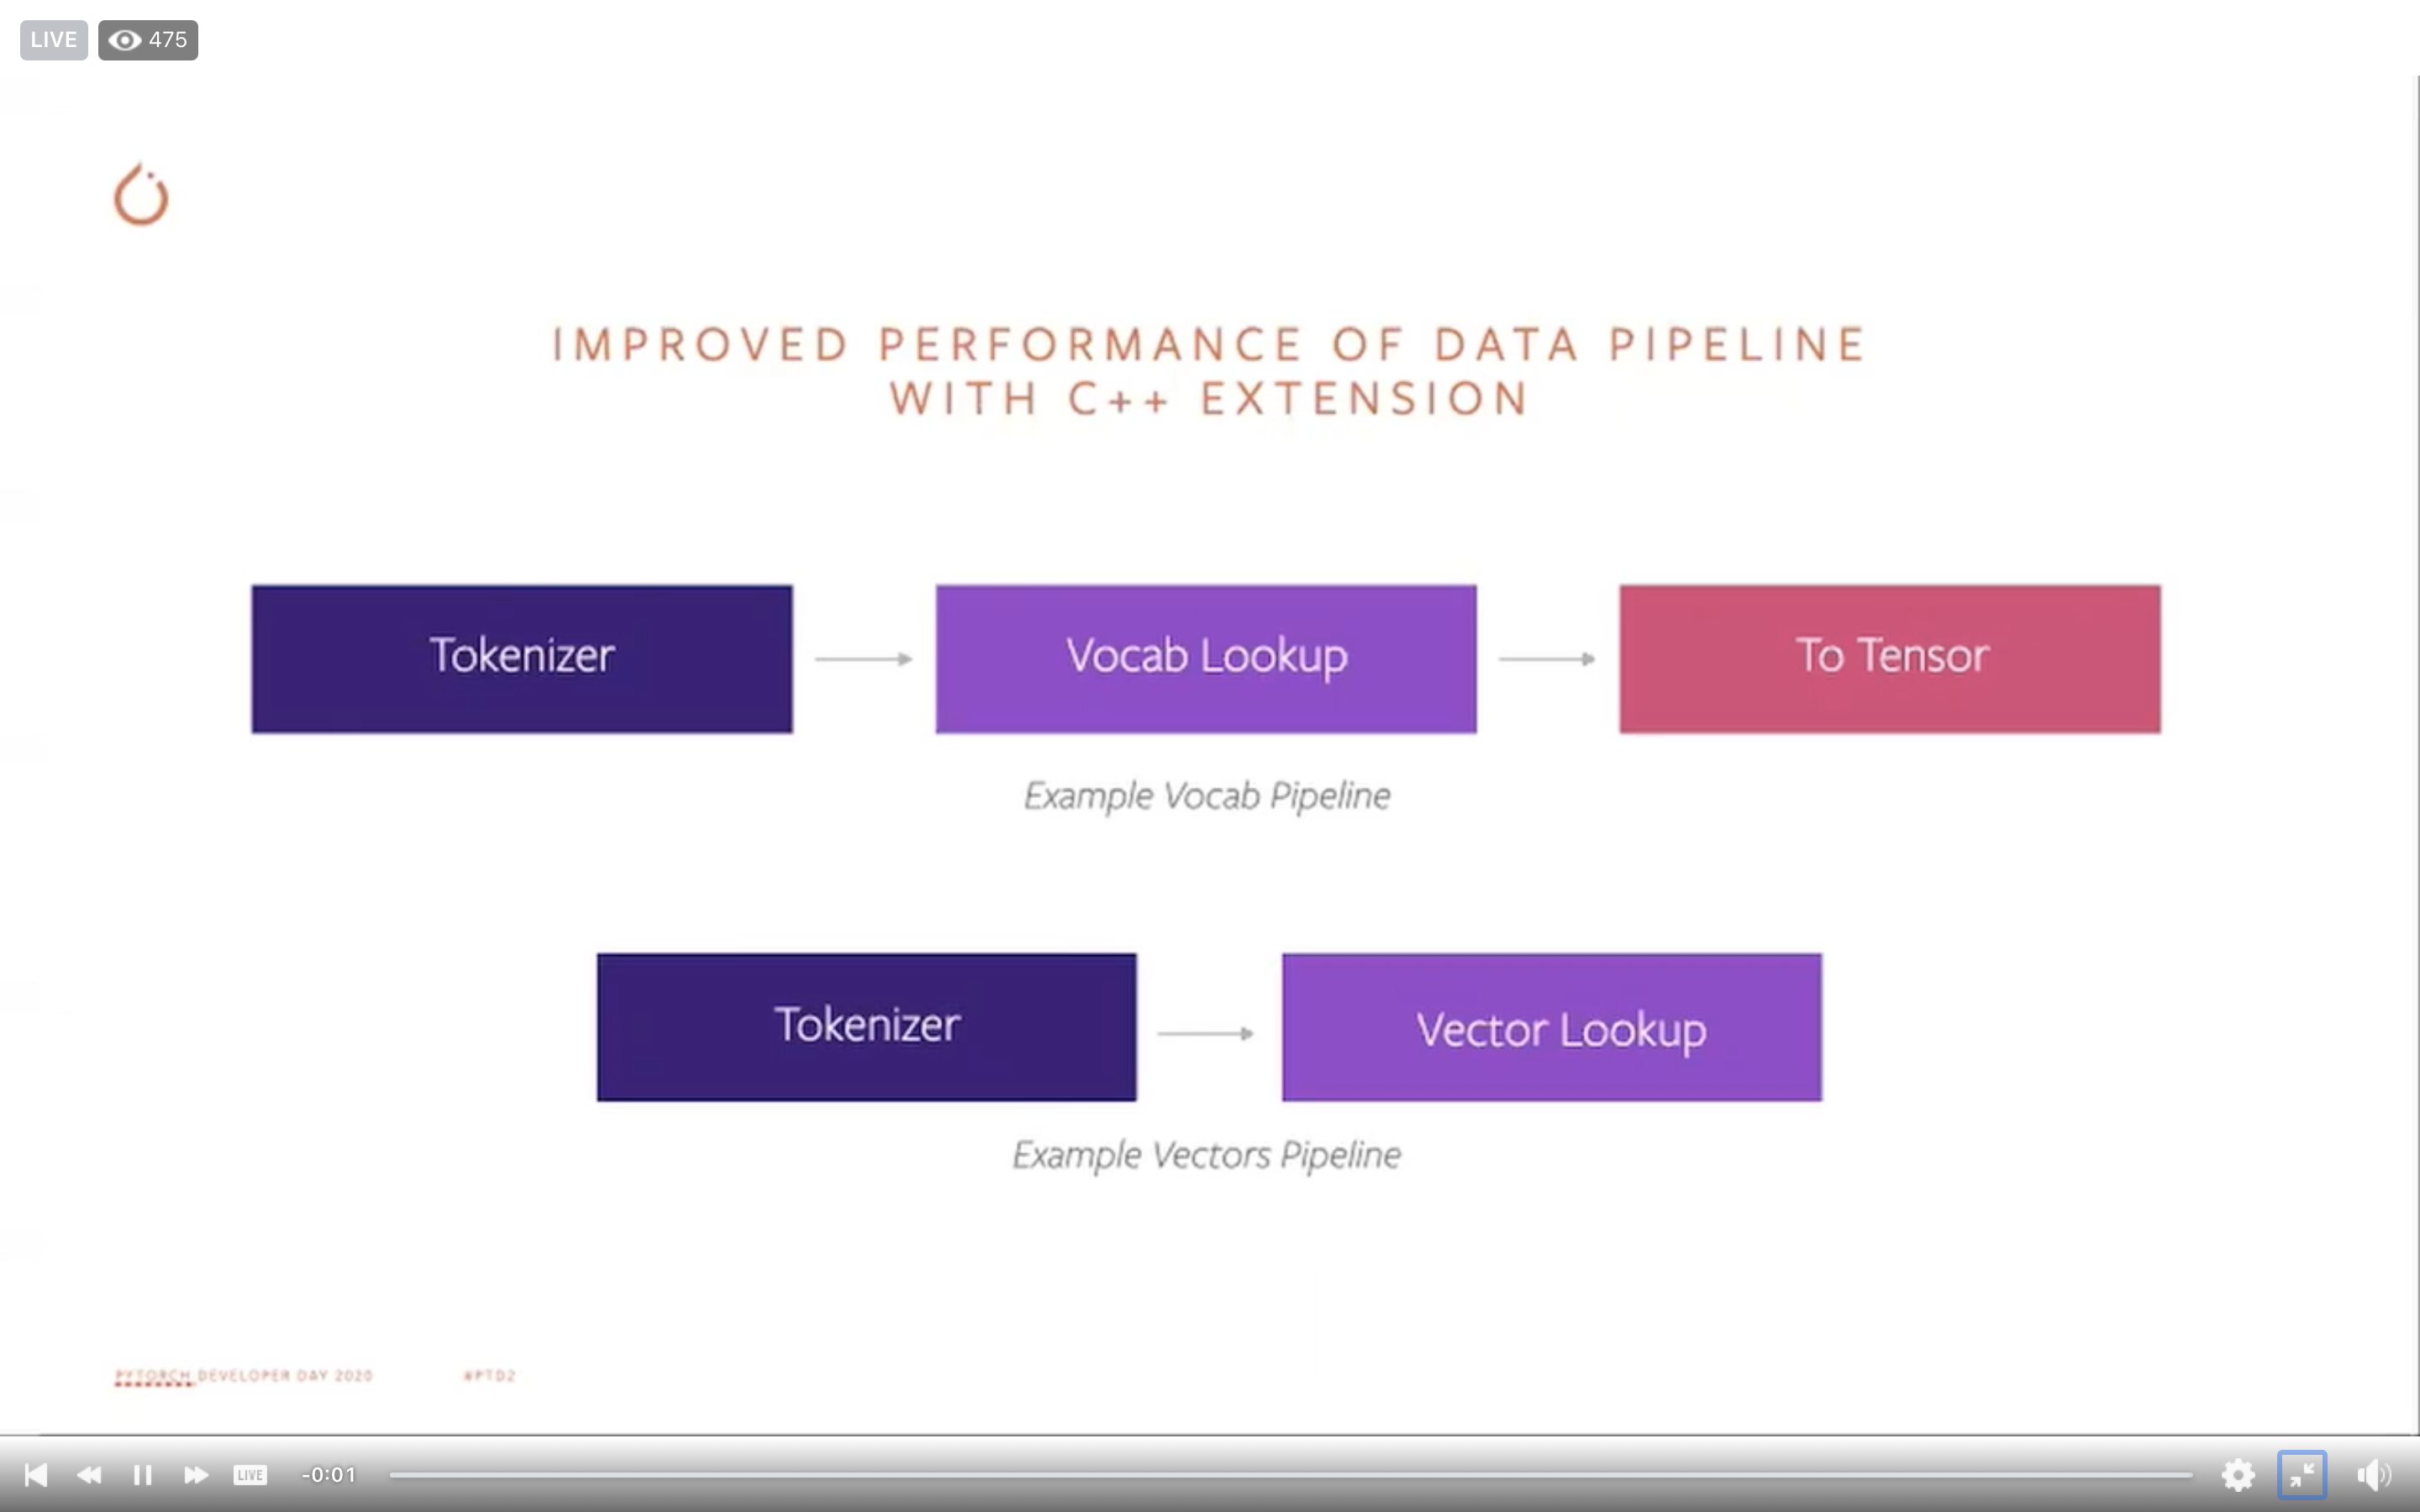 LIVE 475
IMPROVED PERFORMANCE OF DATA PIPELINE
WITH C++ EXTENSION
Tokenizer
Vocab Lookup
To Tensor
Example Vocab Pipeline
Tokenizer
Vector Lookup
Example Vectors Pipeline
PYTORCH DEVELOPER DAY 2020
#PTD2
LIVE
-0:01